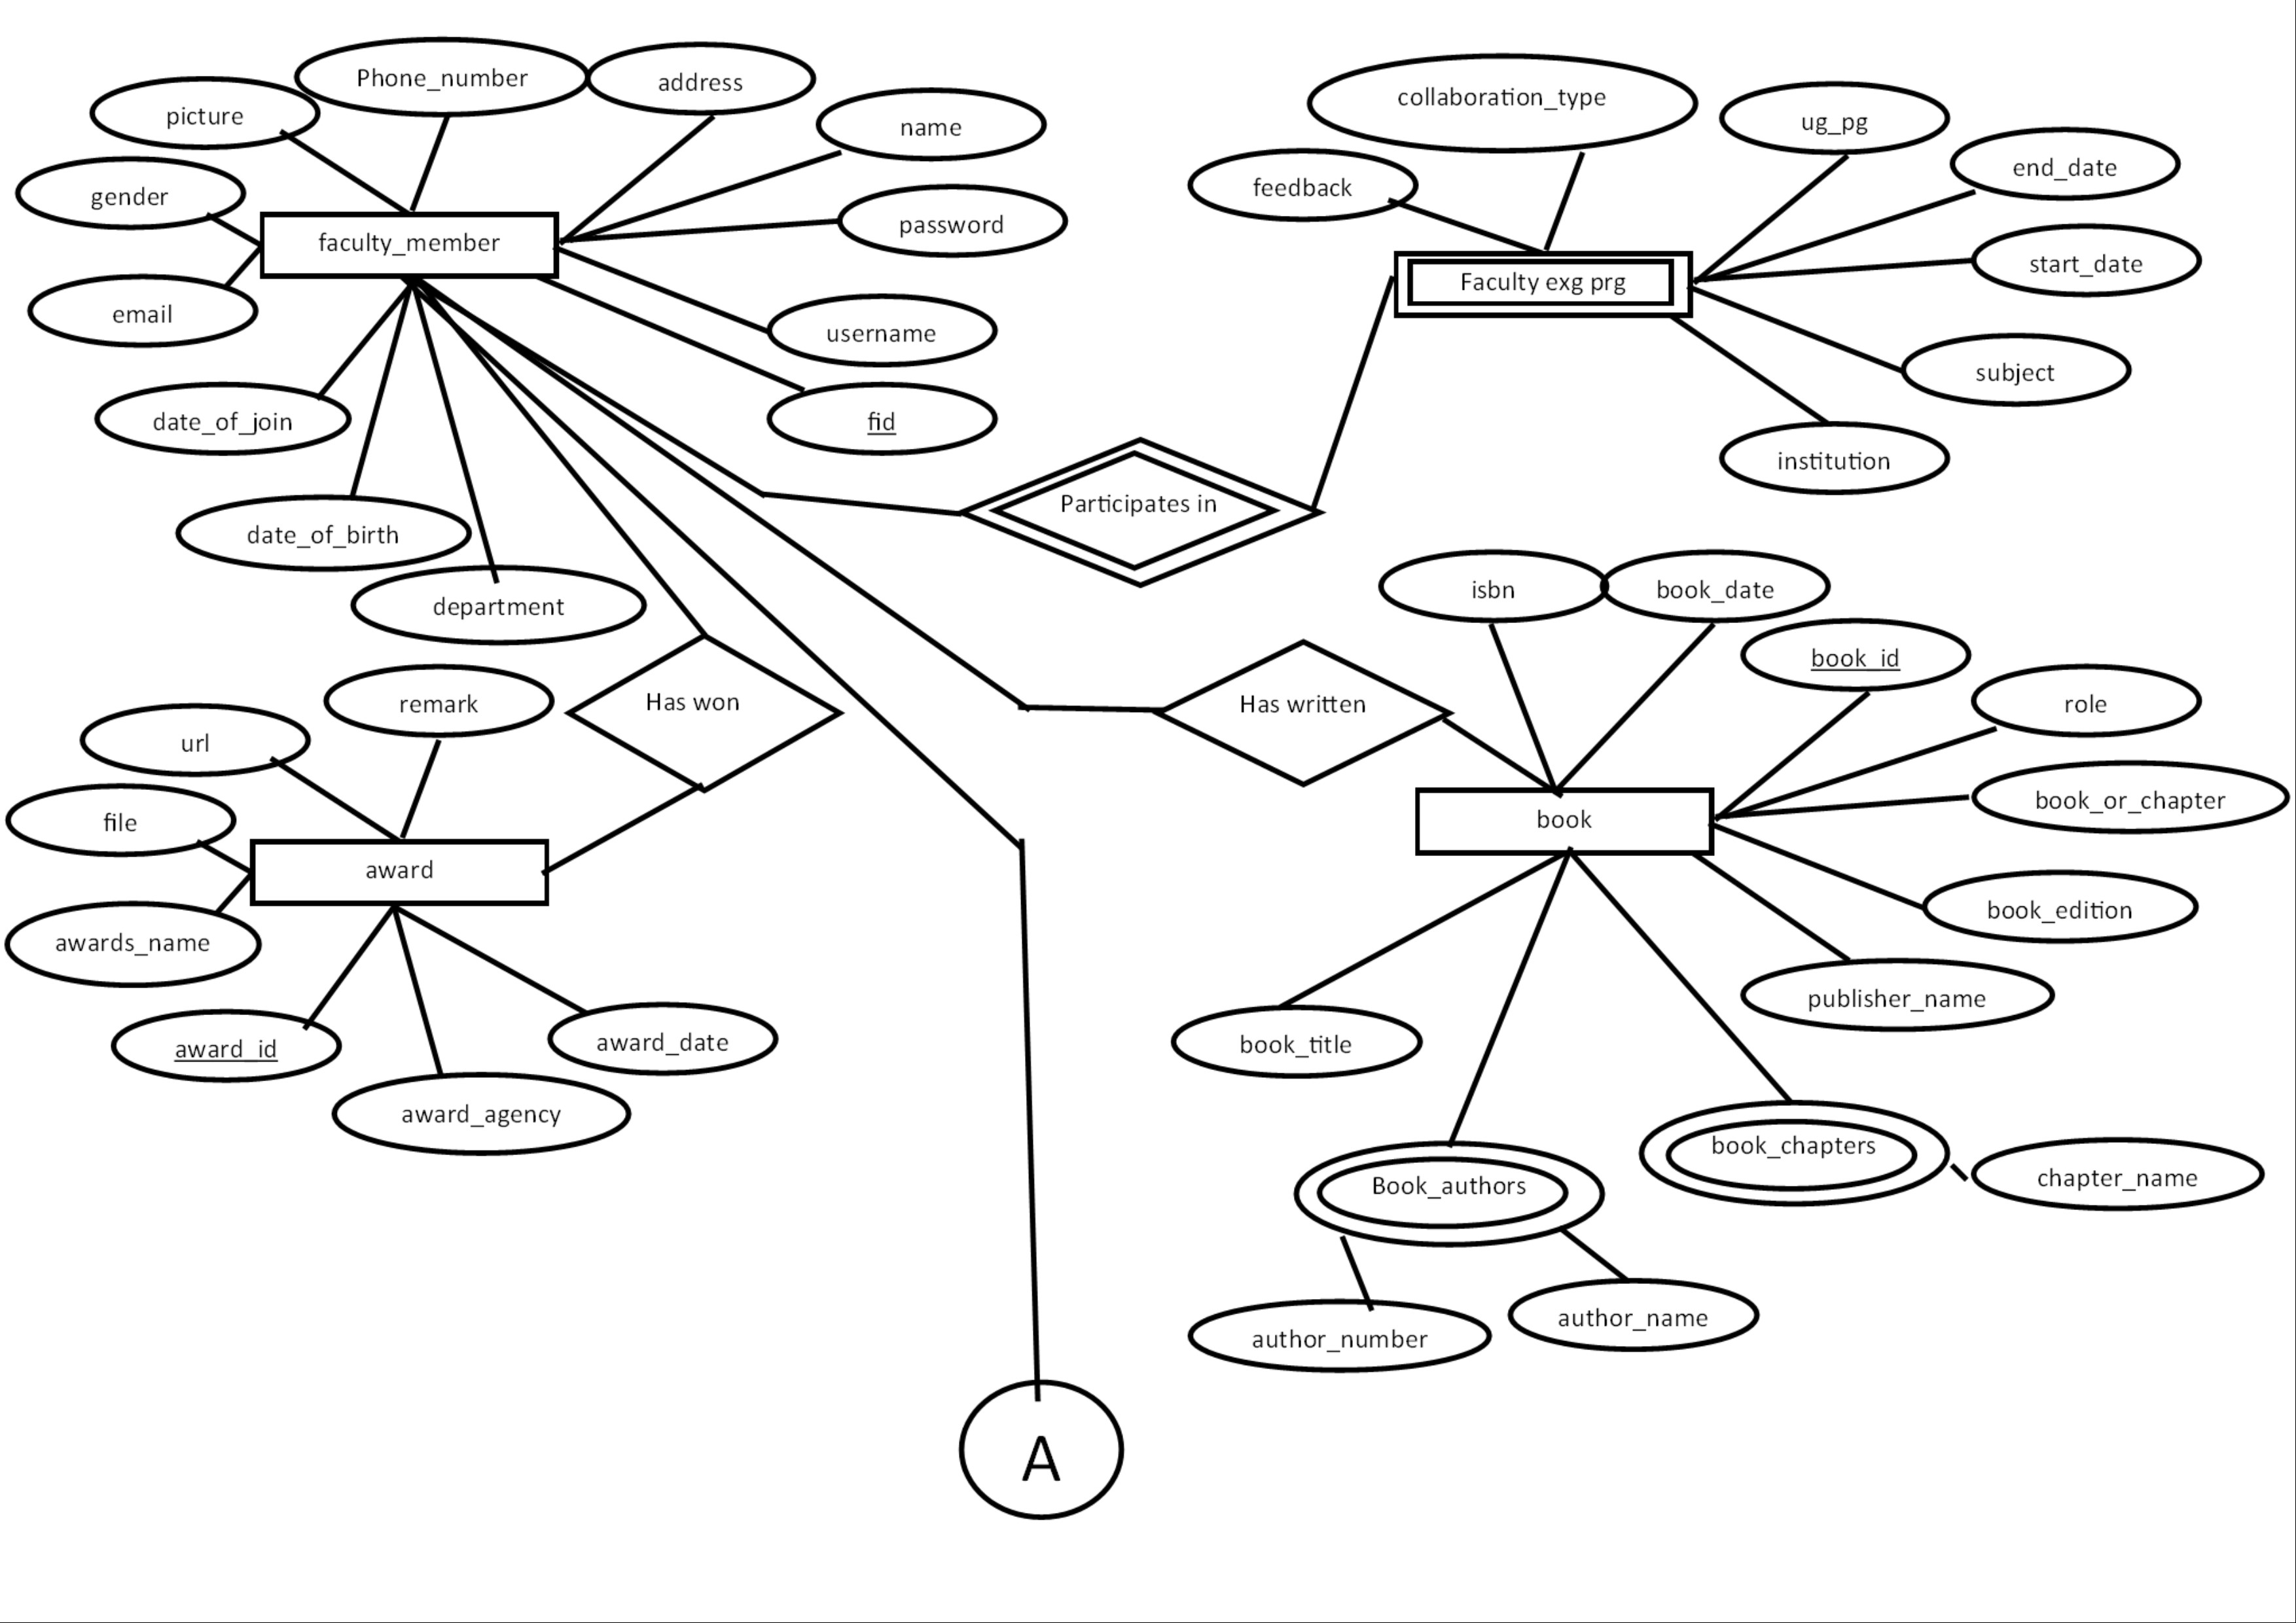 Phone_number
address
picture
name
gender
faculty_member
password
email
username
date_of_join
fid
date_of_birth
department
collaboration_type
ug_pg
feedback
end_date
Faculty exg prg
start_date
subject
institution
Participates in
isbn
book_date
book_id
role
Has written
book
book_or_chapter
book_edition
publisher_name
book_title
Book_authors
book_chapters
chapter_name
author_number
author_name
Has won
remark
url
file
award
awards_name
award_id
award_date
award_agency
A